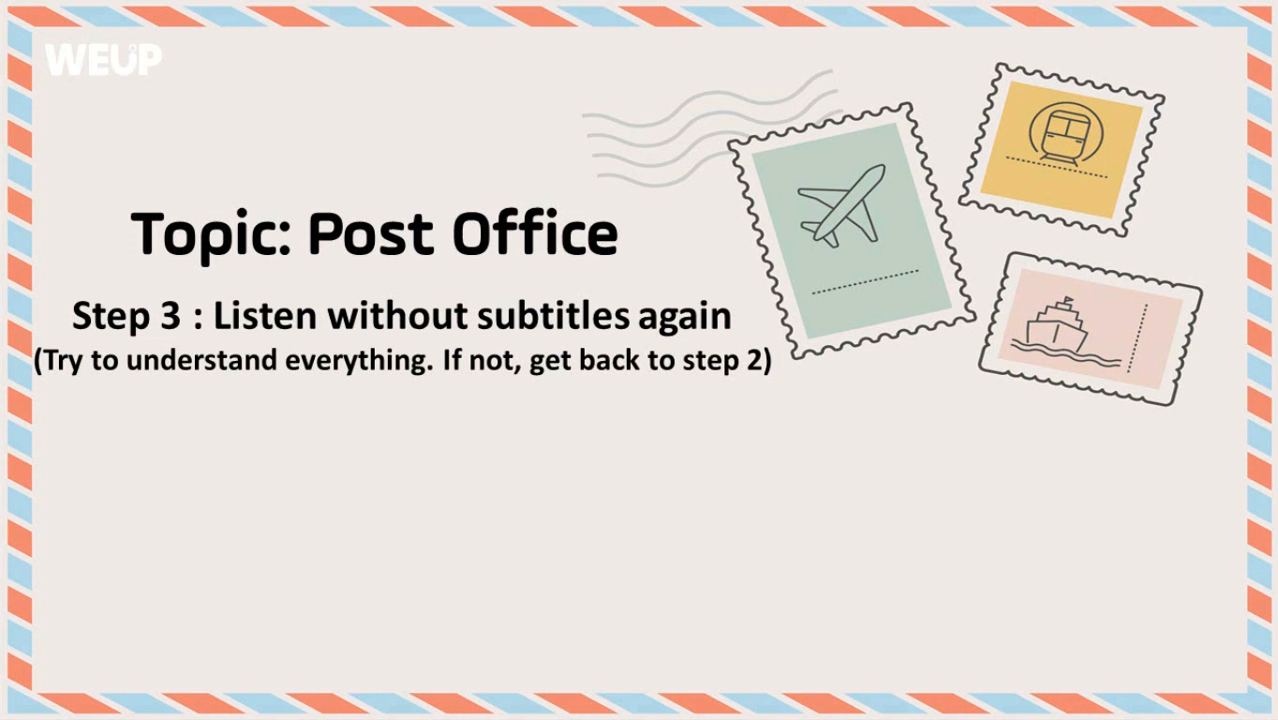 WEUP
Topic: Post Office
Step 3 : Listen without subtitles again
(Try to understand everything. If not, get back to step 2)